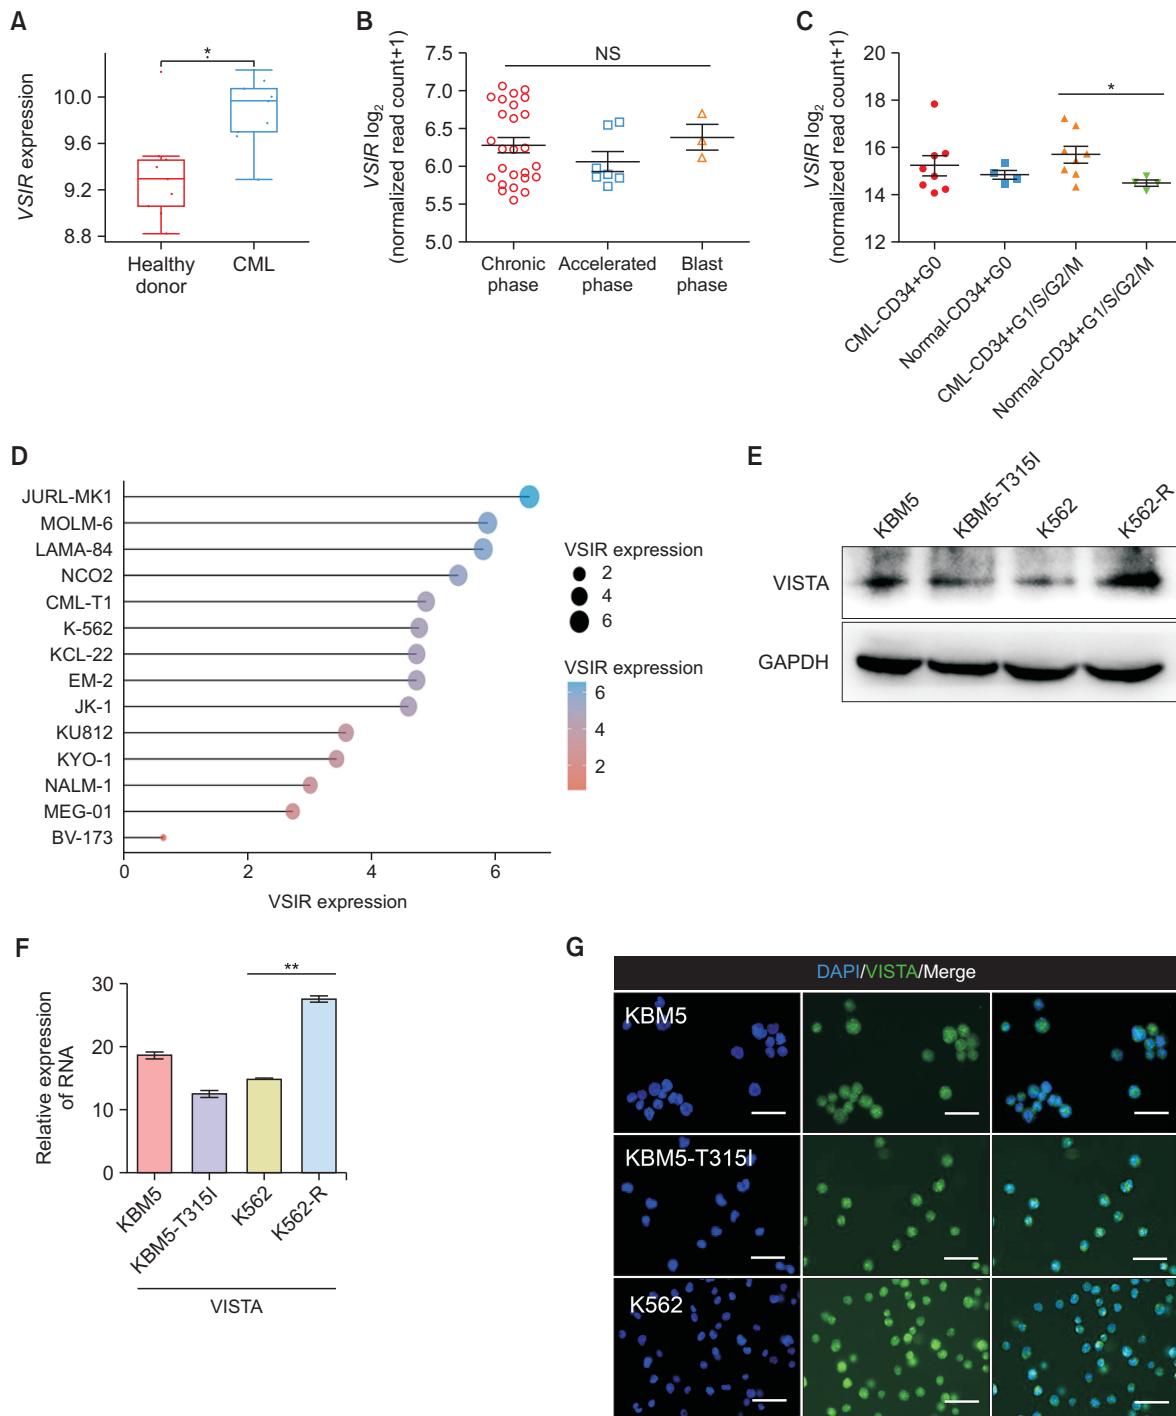 A
VSIR expression
10.0
9.6
9.2
8.8
*
Healthy
donor
CML
B
VSIR log2
(normalized read count+1)
7.5
7.0
6.5
6.0
5.5
5.0
NS
Chronic
phase
Accelerated
phase
Blast
phase
C
VSIR log2
(normalized read count+1)
20
18
16
14
12
*
CML-CD34+G0
Normal-CD34+G0
CML-CD34+G1/S/G2/M
Normal-CD34+G1/S/G2/M
D
JURL-MK1
MOLM-6
LAMA-84
NCO2
CML-T1
K-562
KCL-22
EM-2
JK-1
KU812
KYO-1
NALM-1
MEG-01
BV-173
0
2
4
6
VSIR expression
VSIR expression
2
4
6
VSIR expression
6
4
2
E
KBM5
KBM5-T315I
K562
K562-R
VISTA
GAPDH
F
Relative expression
of RNA
30
20
10
0
**
KBM5
KBM5-T315I
K562
K562-R
VISTA
G
DAPI/VISTA/Merge
KBM5
KBM5-T315I
K562